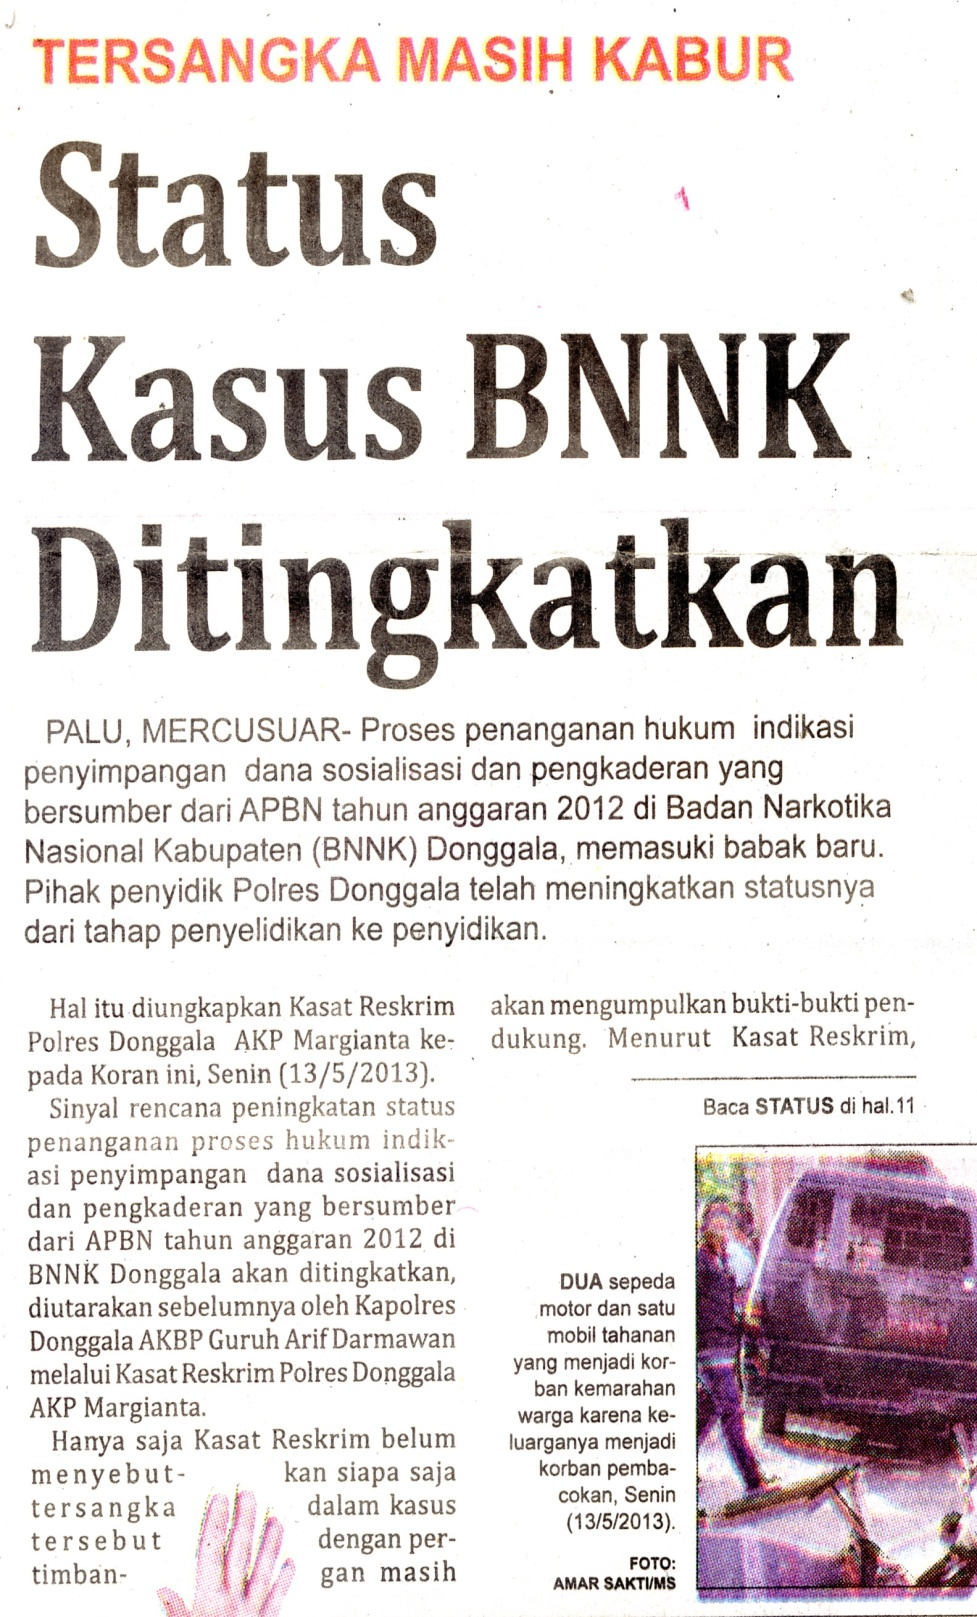 TERSANGKA MASIH KABUR
Status
Kasus BNNK
Ditingkatkan
PALU, MERCUSUAR- Proses penanganan hukum indikasi
penyimpangan dana sosialisasi dan pengkaderan yang
bersumber dari APBN tahun anggaran 2012 di Badan Narkotika
Nasional Kabupaten (BNNK) Donggala, memasuki babak baru.
Pihak penyidik Polres Donggala telah meningkatkan statusnya
dari tahap penyelidikan ke penyidikan.
Hal itu diungkapkan Kasat Reskrim
Polres Donggala AKP Margianta ke-
pada Koran ini, Senin (13/5/2013).
Sinyal rencana peningkatan status
penanganan proses hukum indik-
asi penyimpangan dana sosialisasi
dan pengkaderan yang bersumber
dari APBN tahun anggaran 2012 di
BNNK Donggala akan ditingkatkan,
diutarakan sebelumnya oleh Kapolres
Donggala AKBP Guruh Arif Darmawan
melalui Kasat Reskrim Polres Donggala
AKP Margianta.
Hanya saja Kasat Reskrim belum
menyebut- kan siapa saja
tersangka dalam kasus
tersebut dengan per-
timban- gan masih
akan mengumpulkan bukti-bukti pen-
dukung. Menurut Kasat Reskrim,
Baca STATUS di hal.11
DUA sepeda
motor dan satu
mobil tahanan
yang menjadi kor-
ban kemarahan
warga karena ke-
luarganya menjadi
korban pemba-
cokan, Senin
(13/5/2013).
FOTO:
AMAR SAKTI/MS